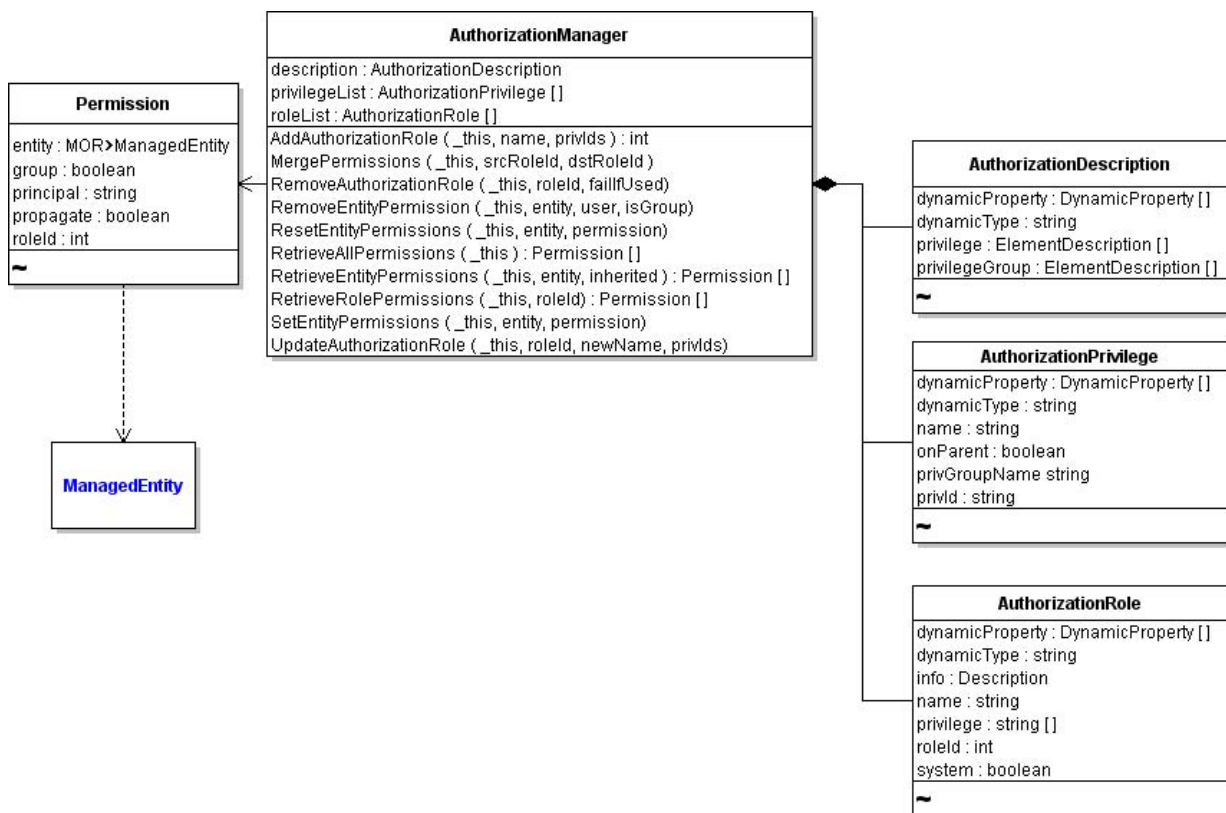 AuthorizationManager
description : AuthorizationDescription
privilegeList : AuthorizationPrivilege [ ]
roleList : AuthorizationRole [ ]
AddAuthorizationRole ( _this, name, privIds ) : int
MergePermissions ( _this, srcRoleId, dstRoleId )
RemoveAuthorizationRole ( _this, roleId, failIfUsed)
RemoveEntityPermission ( _this, entity, user, isGroup)
ResetEntityPermissions ( _this, entity, permission)
RetrieveAllPermissions ( _this ) : Permission [ ]
RetrieveEntityPermissions ( _this, entity, inherited ) : Permission [ ]
RetrieveRolePermissions ( _this, roleId) : Permission [ ]
SetEntityPermissions ( _this, entity, permission)
UpdateAuthorizationRole ( _this, roleId, newName, privIds)
Permission
entity : MOR>ManagedEntity
group : boolean
principal : string
propagate : boolean
roleId : int
~
ManagedEntity
AuthorizationDescription
dynamicProperty : DynamicProperty [ ]
dynamicType : string
privilege : ElementDescription [ ]
privilegeGroup : ElementDescription [ ]
~
AuthorizationPrivilege
dynamicProperty : DynamicProperty [ ]
dynamicType : string
name : string
onParent : boolean
privGroupName string
privId : string
~
AuthorizationRole
dynamicProperty : DynamicProperty [ ]
dynamicType : string
info : Description
name : string
privilege : string [ ]
roleId : int
system : boolean
~